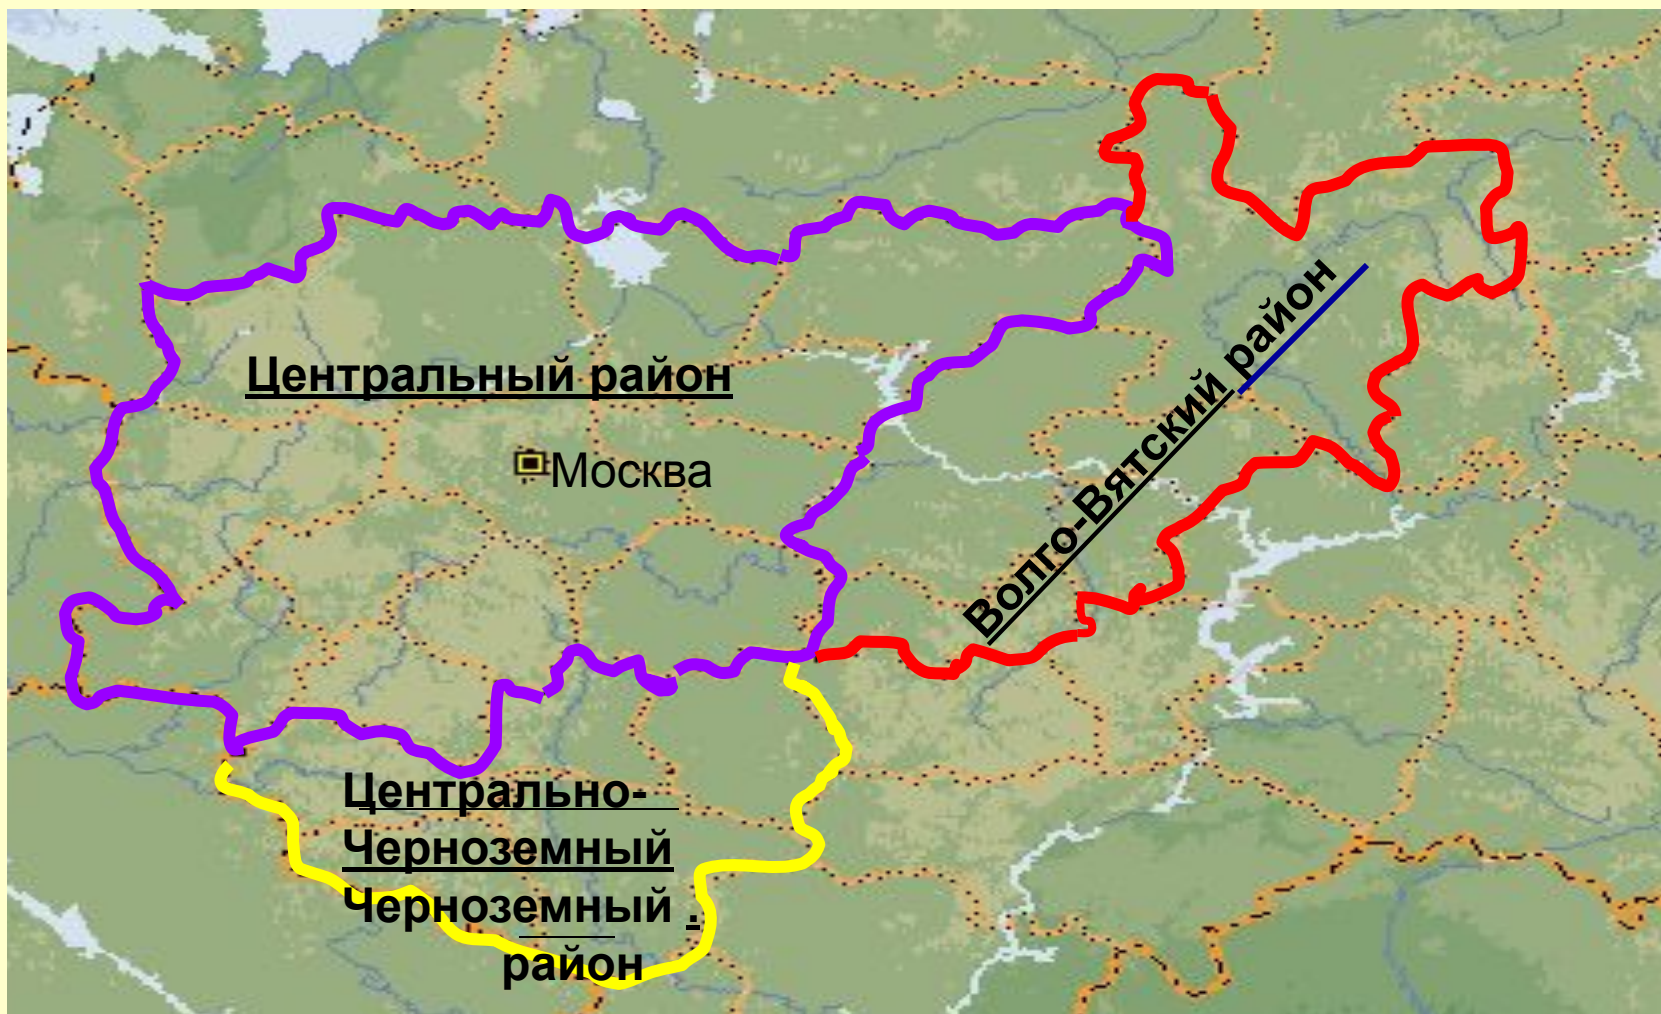 Центральный район
Москва
Волго-Вятский район
Центрально-
Черноземный
Черноземный .
район